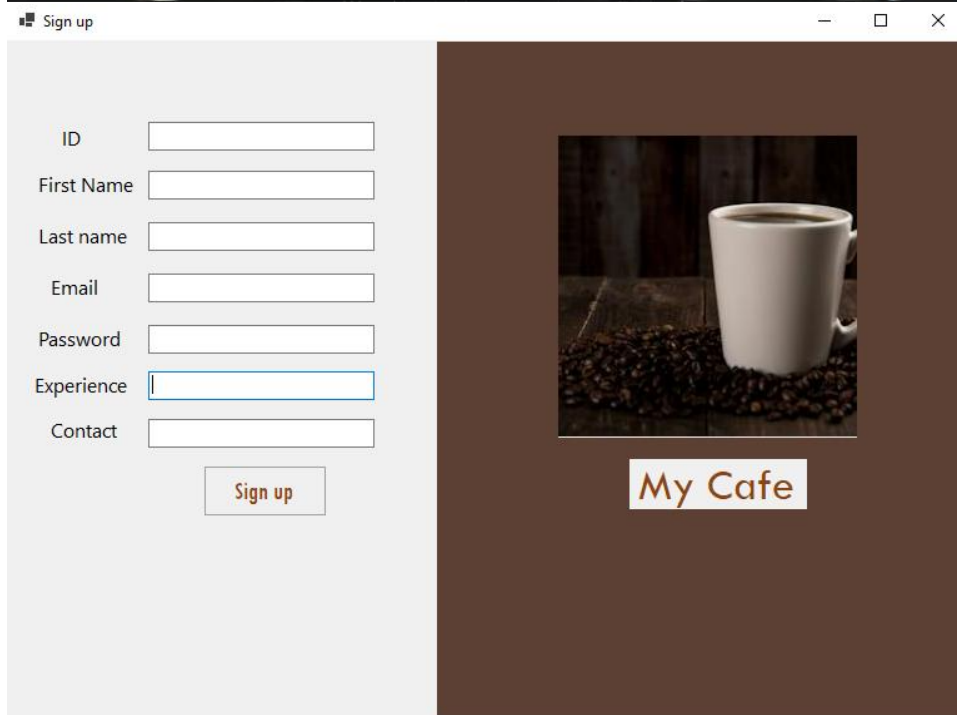 Sign up
ID
First Name
Last name
Email
Password
Experience
Contact
Sign up
My Cafe